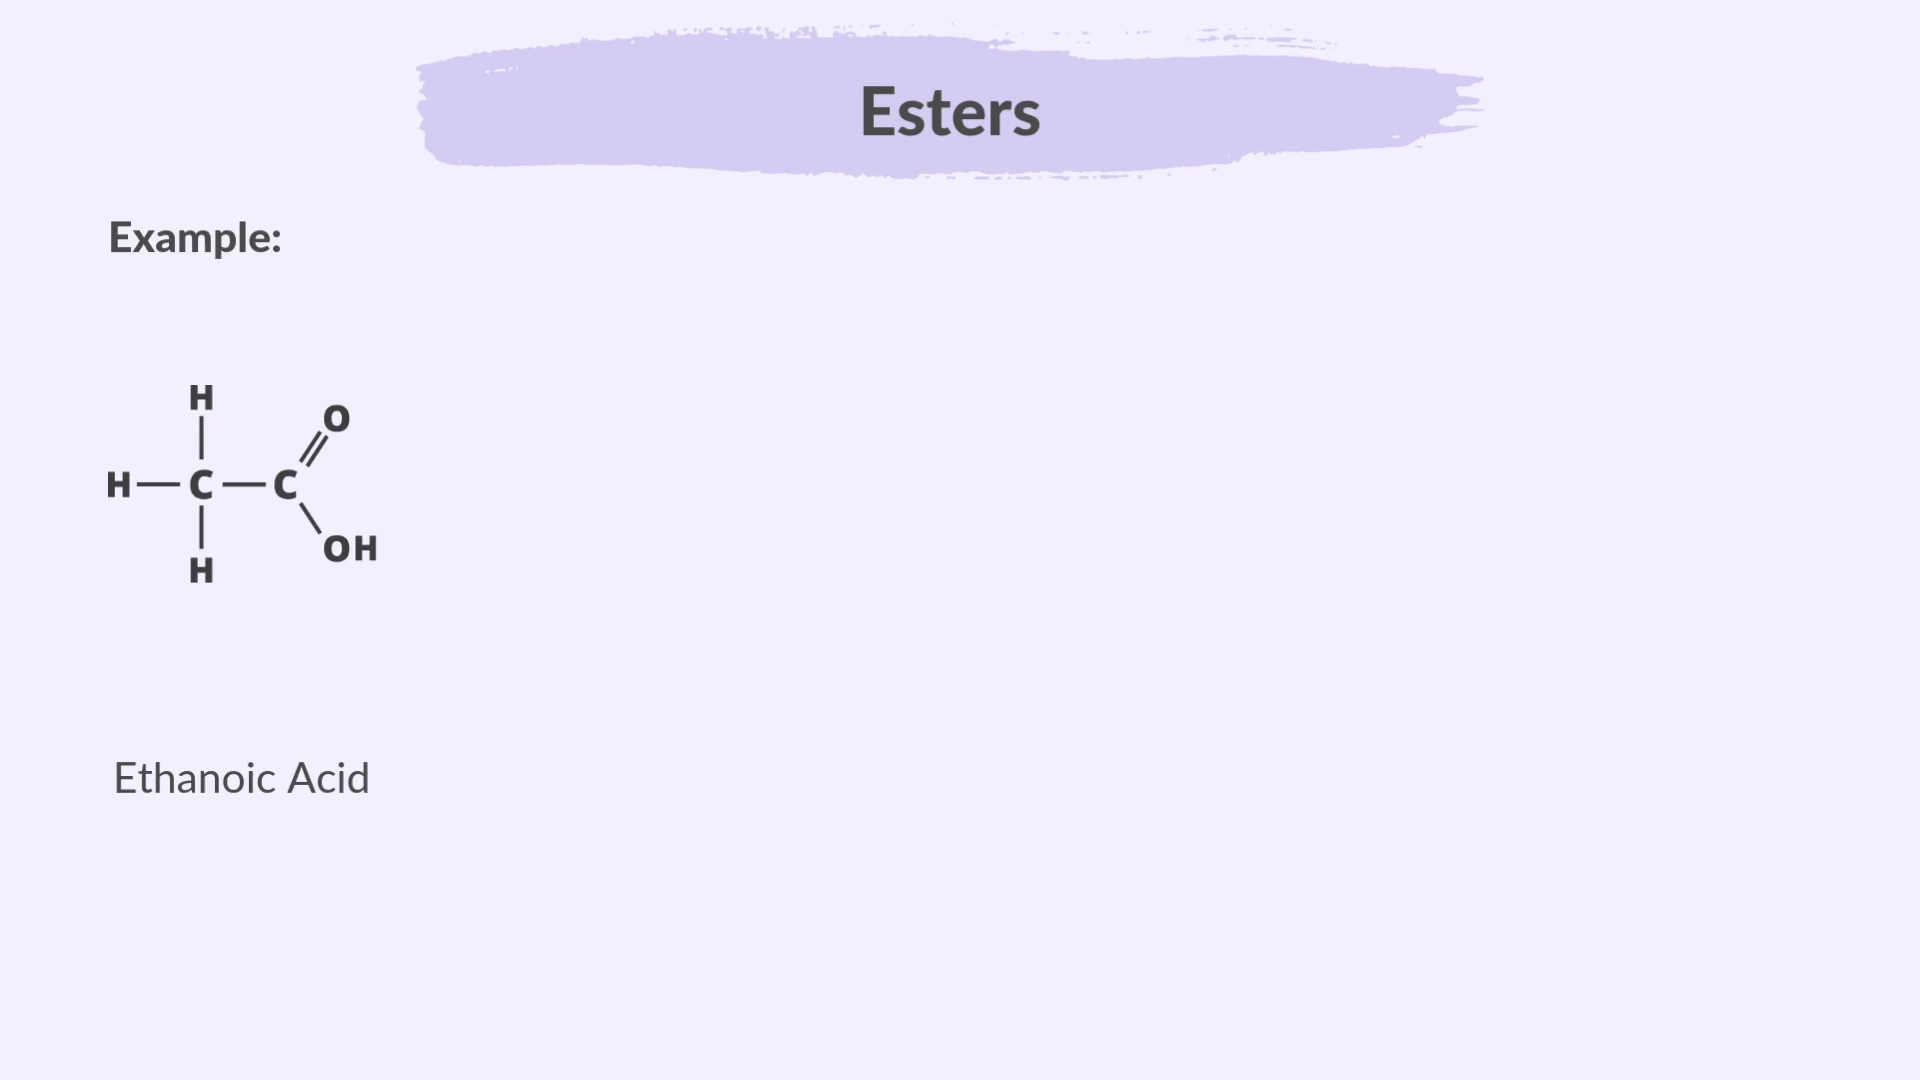 Esters
Example:
H
O
H C C
OH
H
Ethanoic Acid